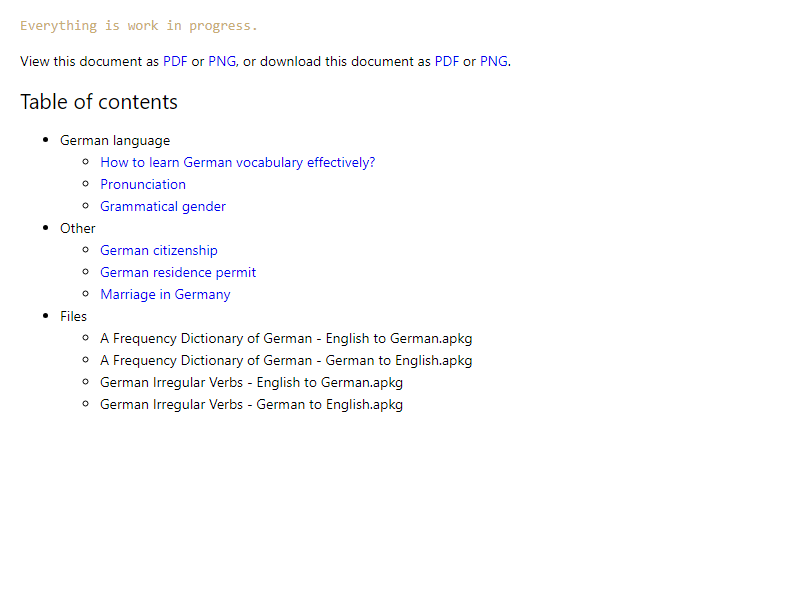 Everything is work in progress.
View this document as PDF or PNG, or download this document as PDF or PNG.
Table of contents
German language
How to learn German vocabulary effectively?
Pronunciation
Grammatical gender
Other
German citizenship
German residence permit
Marriage in Germany
Files
A Frequency Dictionary of German - English to German.apkg
A Frequency Dictionary of German - German to English.apkg
German Irregular Verbs - English to German.apkg
German Irregular Verbs - German to English.apkg